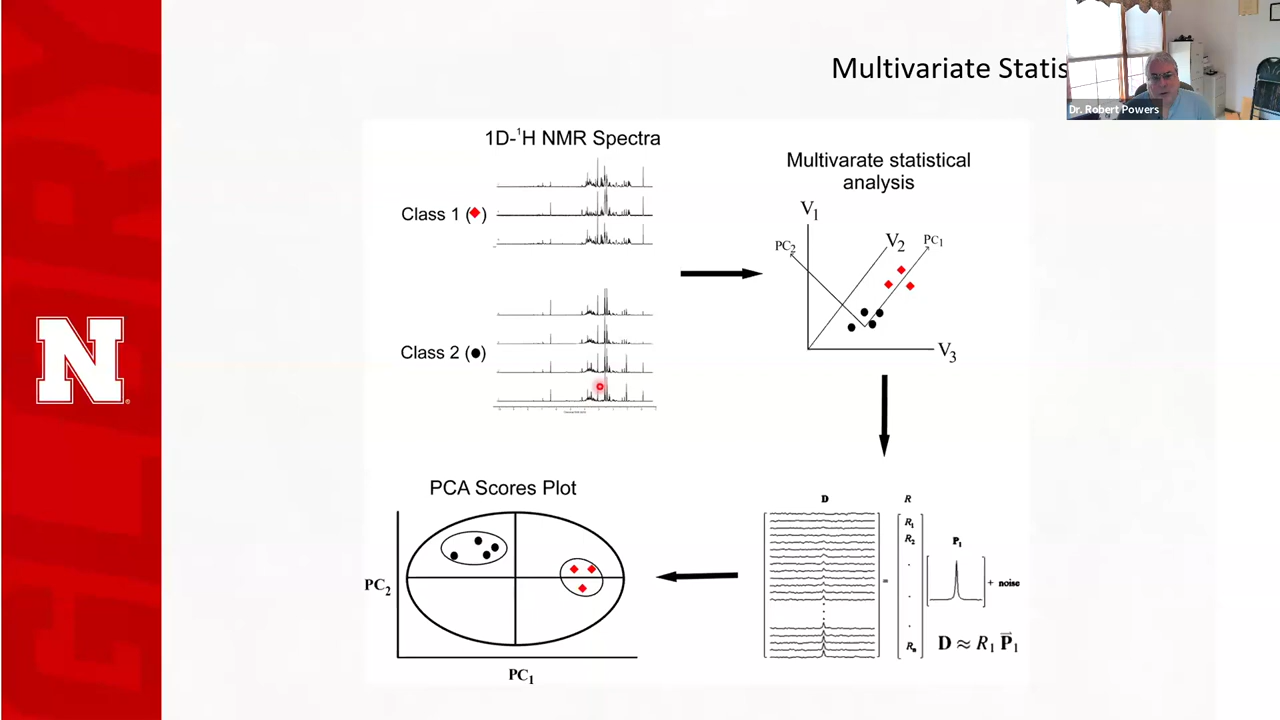 Multivariate Statis
Dr. Robert Powers
1D-¹H NMR Spectra
Class 1 (♦)
Class 2 (●)
Multivarate statistical
analysis
V₁
PC₂
V₂
PC₁
V₃
D
R
R₁
R₂
P₁
=
+ noise
Rₙ
D ≈ R₁ P⃗₁
PCA Scores Plot
PC₂
PC₁
N